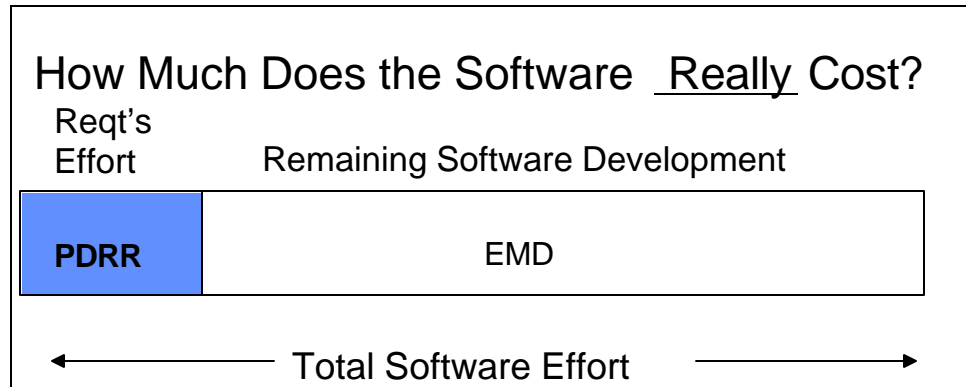 How Much Does the Software Really Cost?
Reqt's
Effort
Remaining Software Development
PDRR
EMD
Total Software Effort